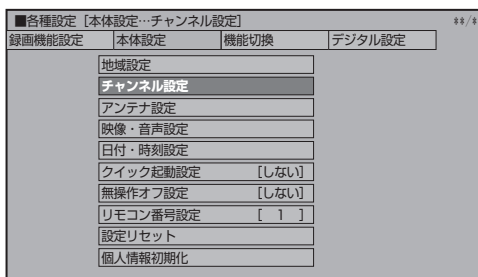 ■各種設定［本体設定…チャンネル設定］ **/*
録画機能設定 本体設定 機能切換 デジタル設定
地域設定
チャンネル設定
アンテナ設定
映像・音声設定
日付・時刻設定
クイック起動設定 ［しない］
無操作オフ設定 ［しない］
リモコン番号設定 ［ 1 ］
設定リセット
個人情報初期化